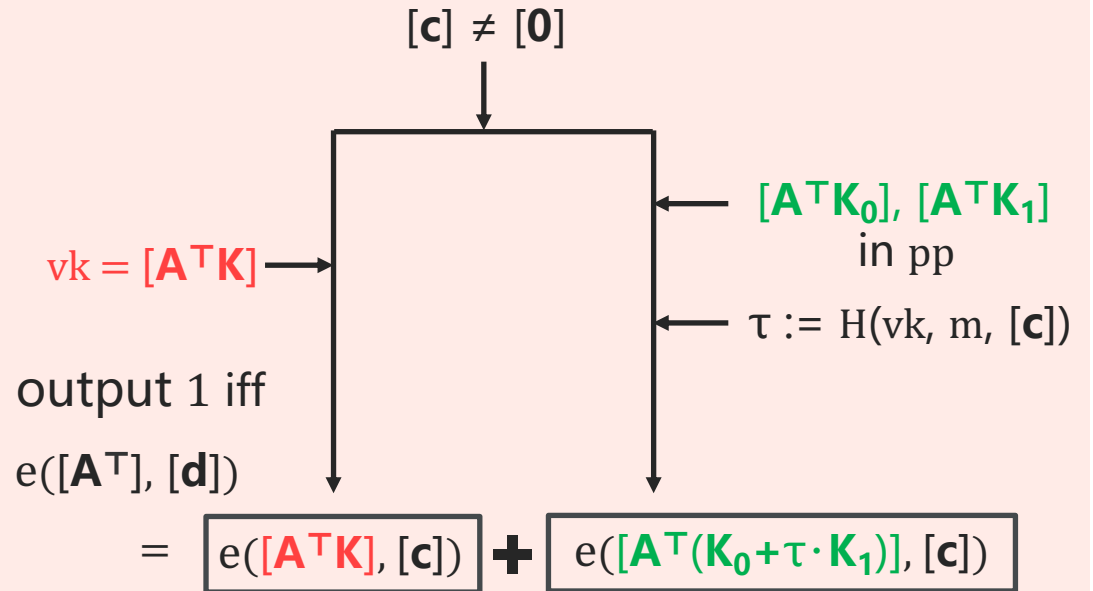 [c] ≠ [0]
[A⊤K₀], [A⊤K₁]
in pp
vk = [A⊤K]
τ := H(vk, m, [c])
output 1 iff
e([A⊤], [d])
= e([A⊤K], [c]) + e([A⊤(K₀+τ·K₁)], [c])